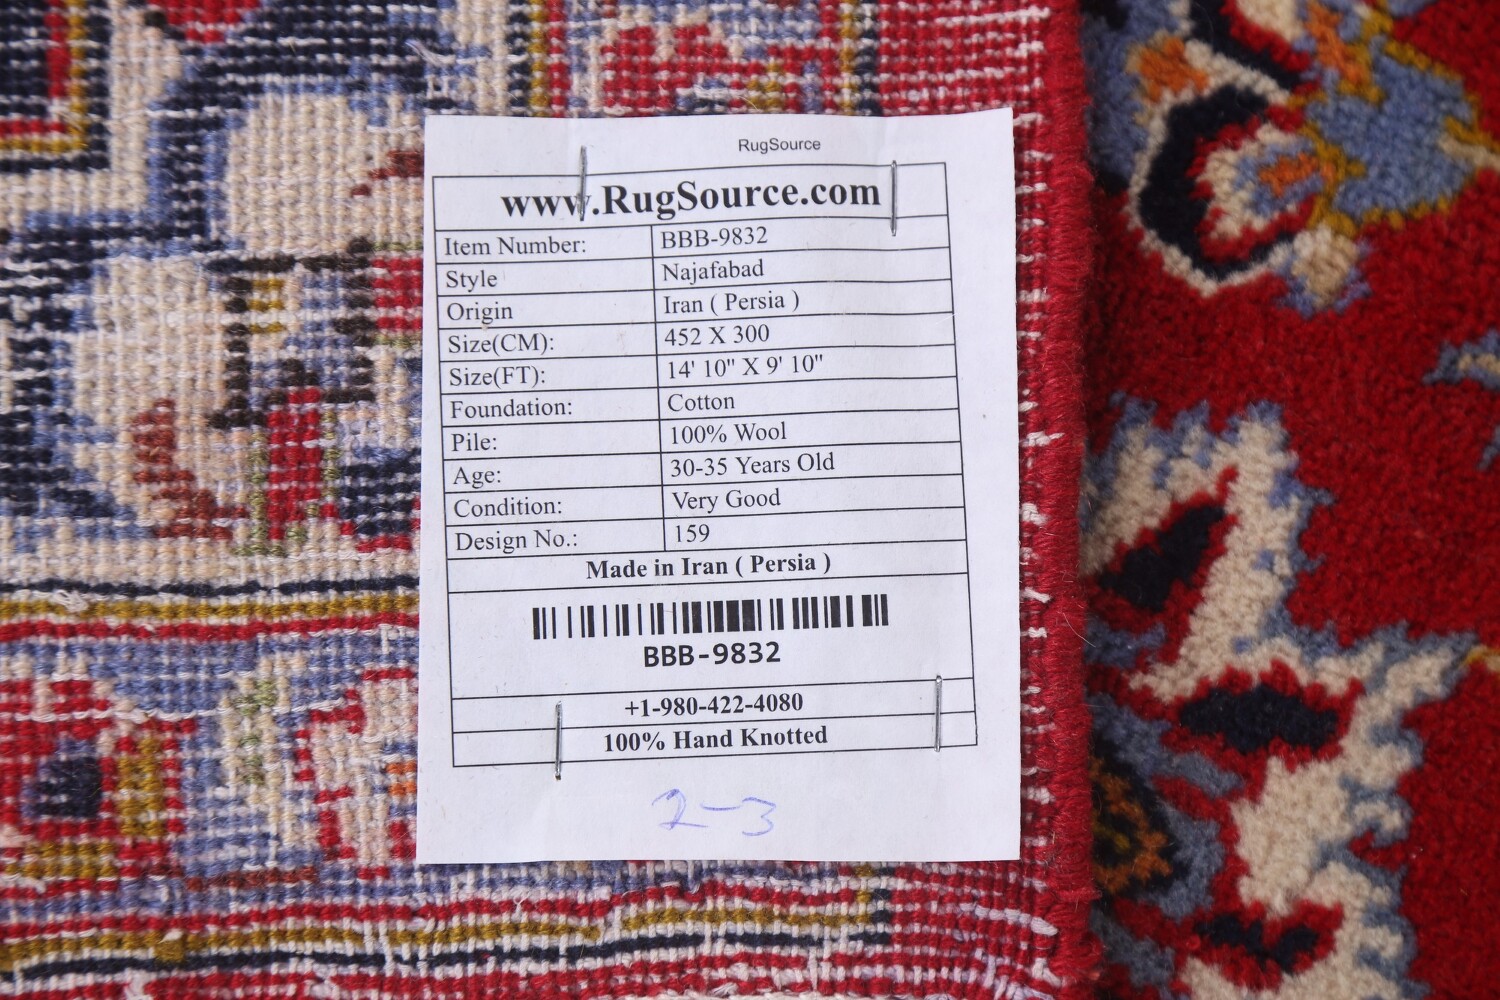 RugSource
www.RugSource.com
Item Number: BBB-9832
Style Najafabad
Origin Iran ( Persia )
Size(CM): 452 X 300
Size(FT): 14' 10" X 9' 10"
Foundation: Cotton
Pile: 100% Wool
Age: 30-35 Years Old
Condition: Very Good
Design No.: 159
Made in Iran ( Persia )
BBB-9832
+1-980-422-4080
100% Hand Knotted
2-3